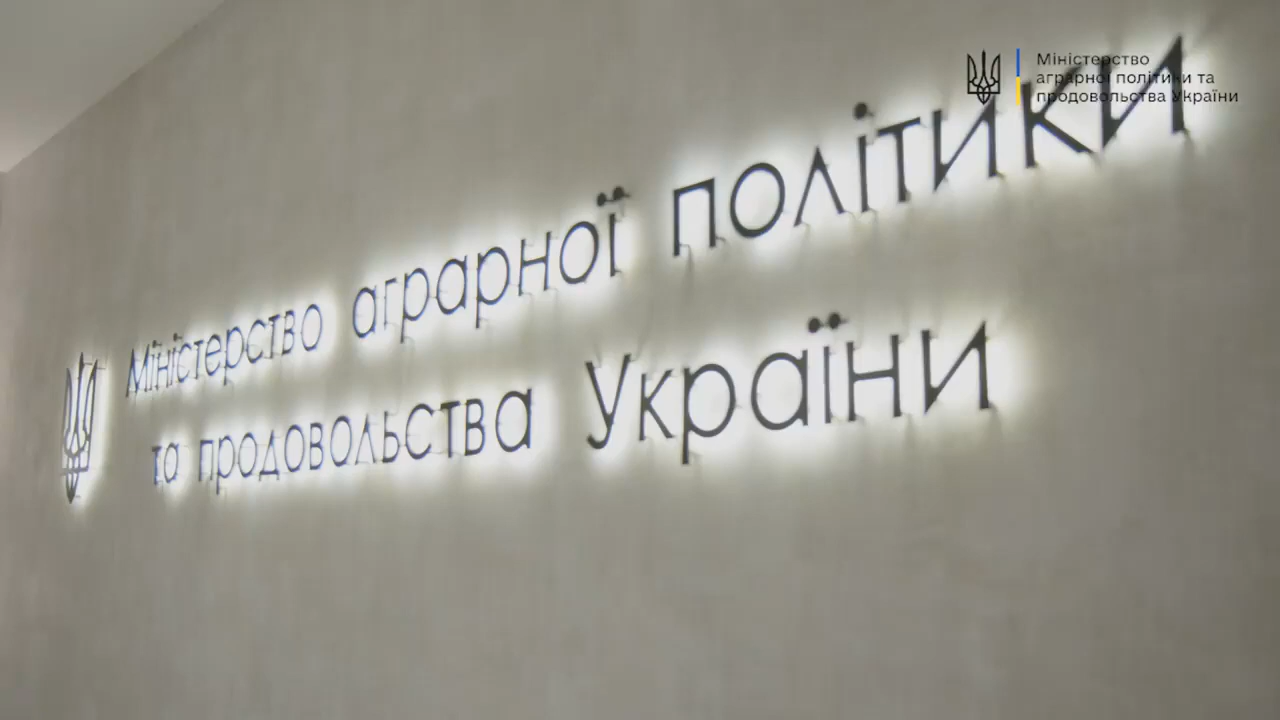 Міністерство
аграрної політики та
продовольства України
Міністерство аграрної політики
та продовольства України